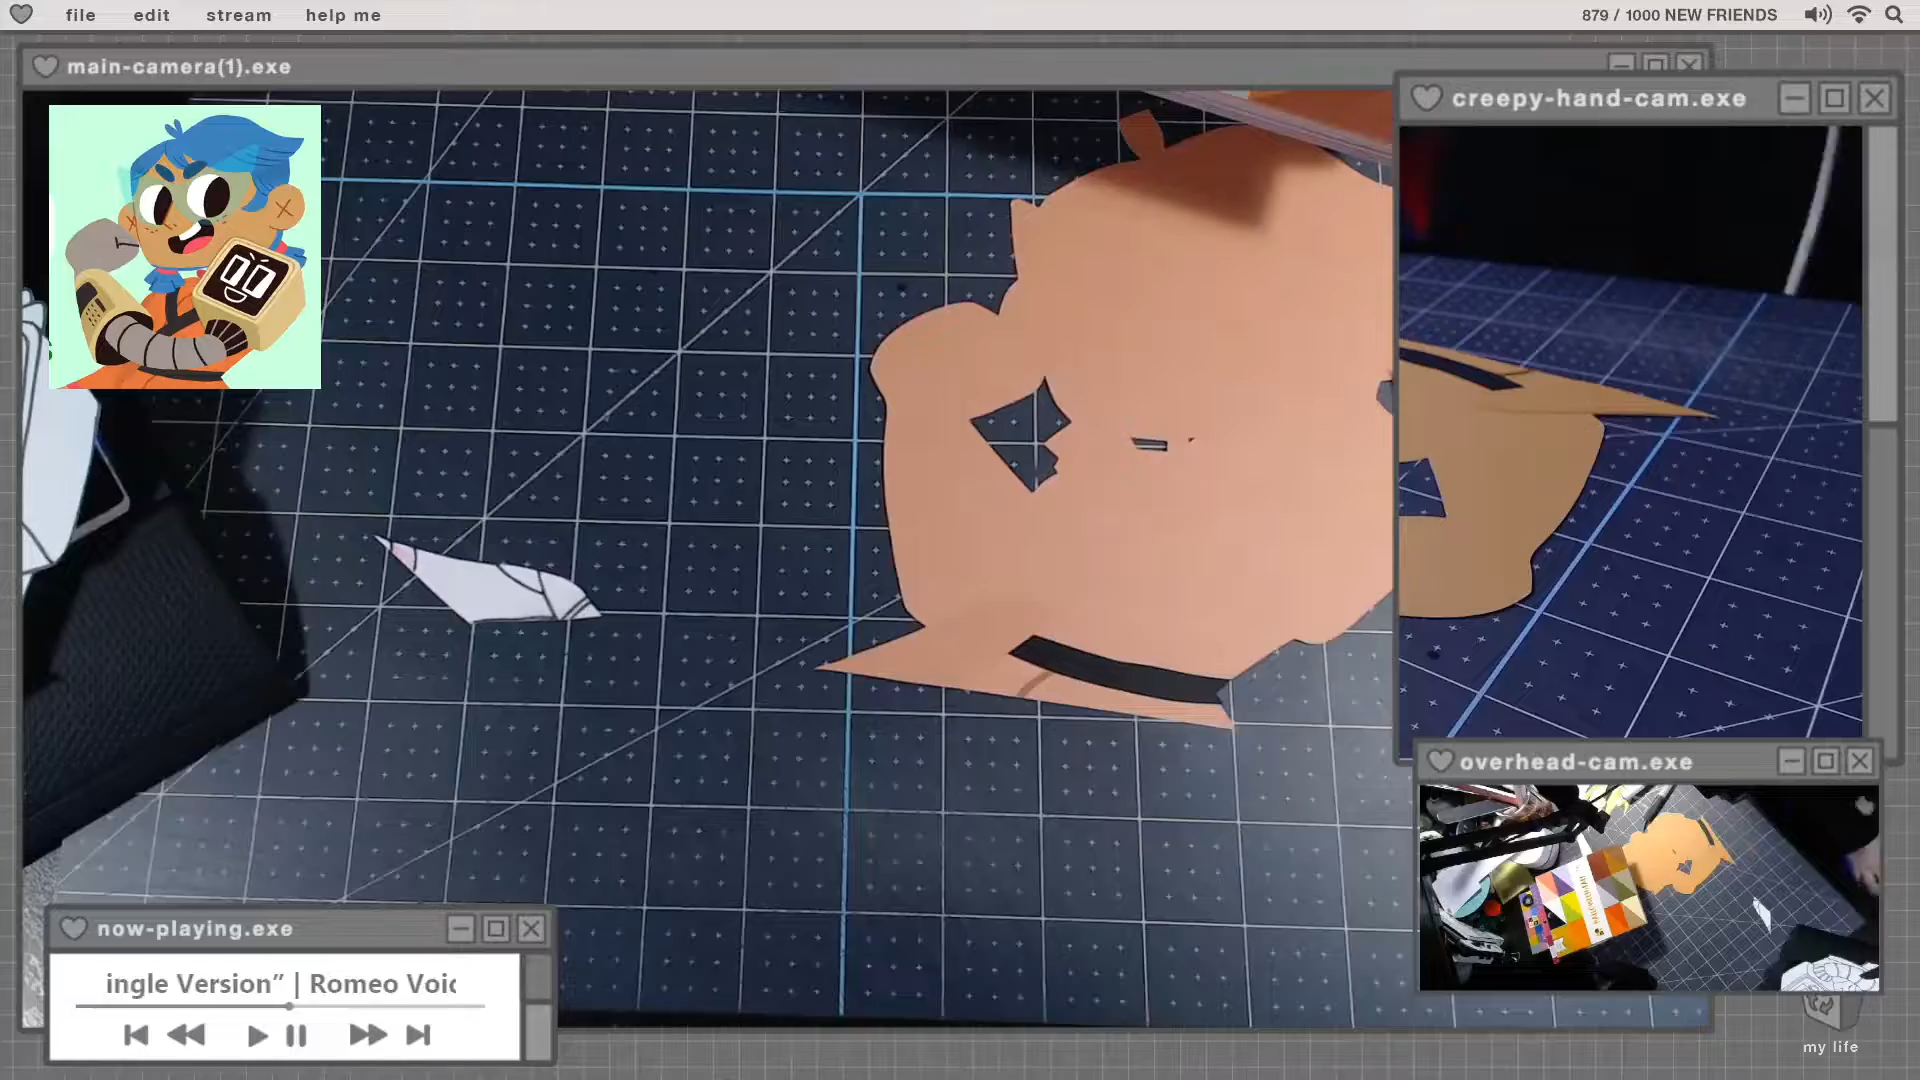 file edit stream help me
879 / 1000 NEW FRIENDS
main-camera(1).exe
creepy-hand-cam.exe
overhead-cam.exe
now-playing.exe
ingle Version” | Romeo Voic
my life